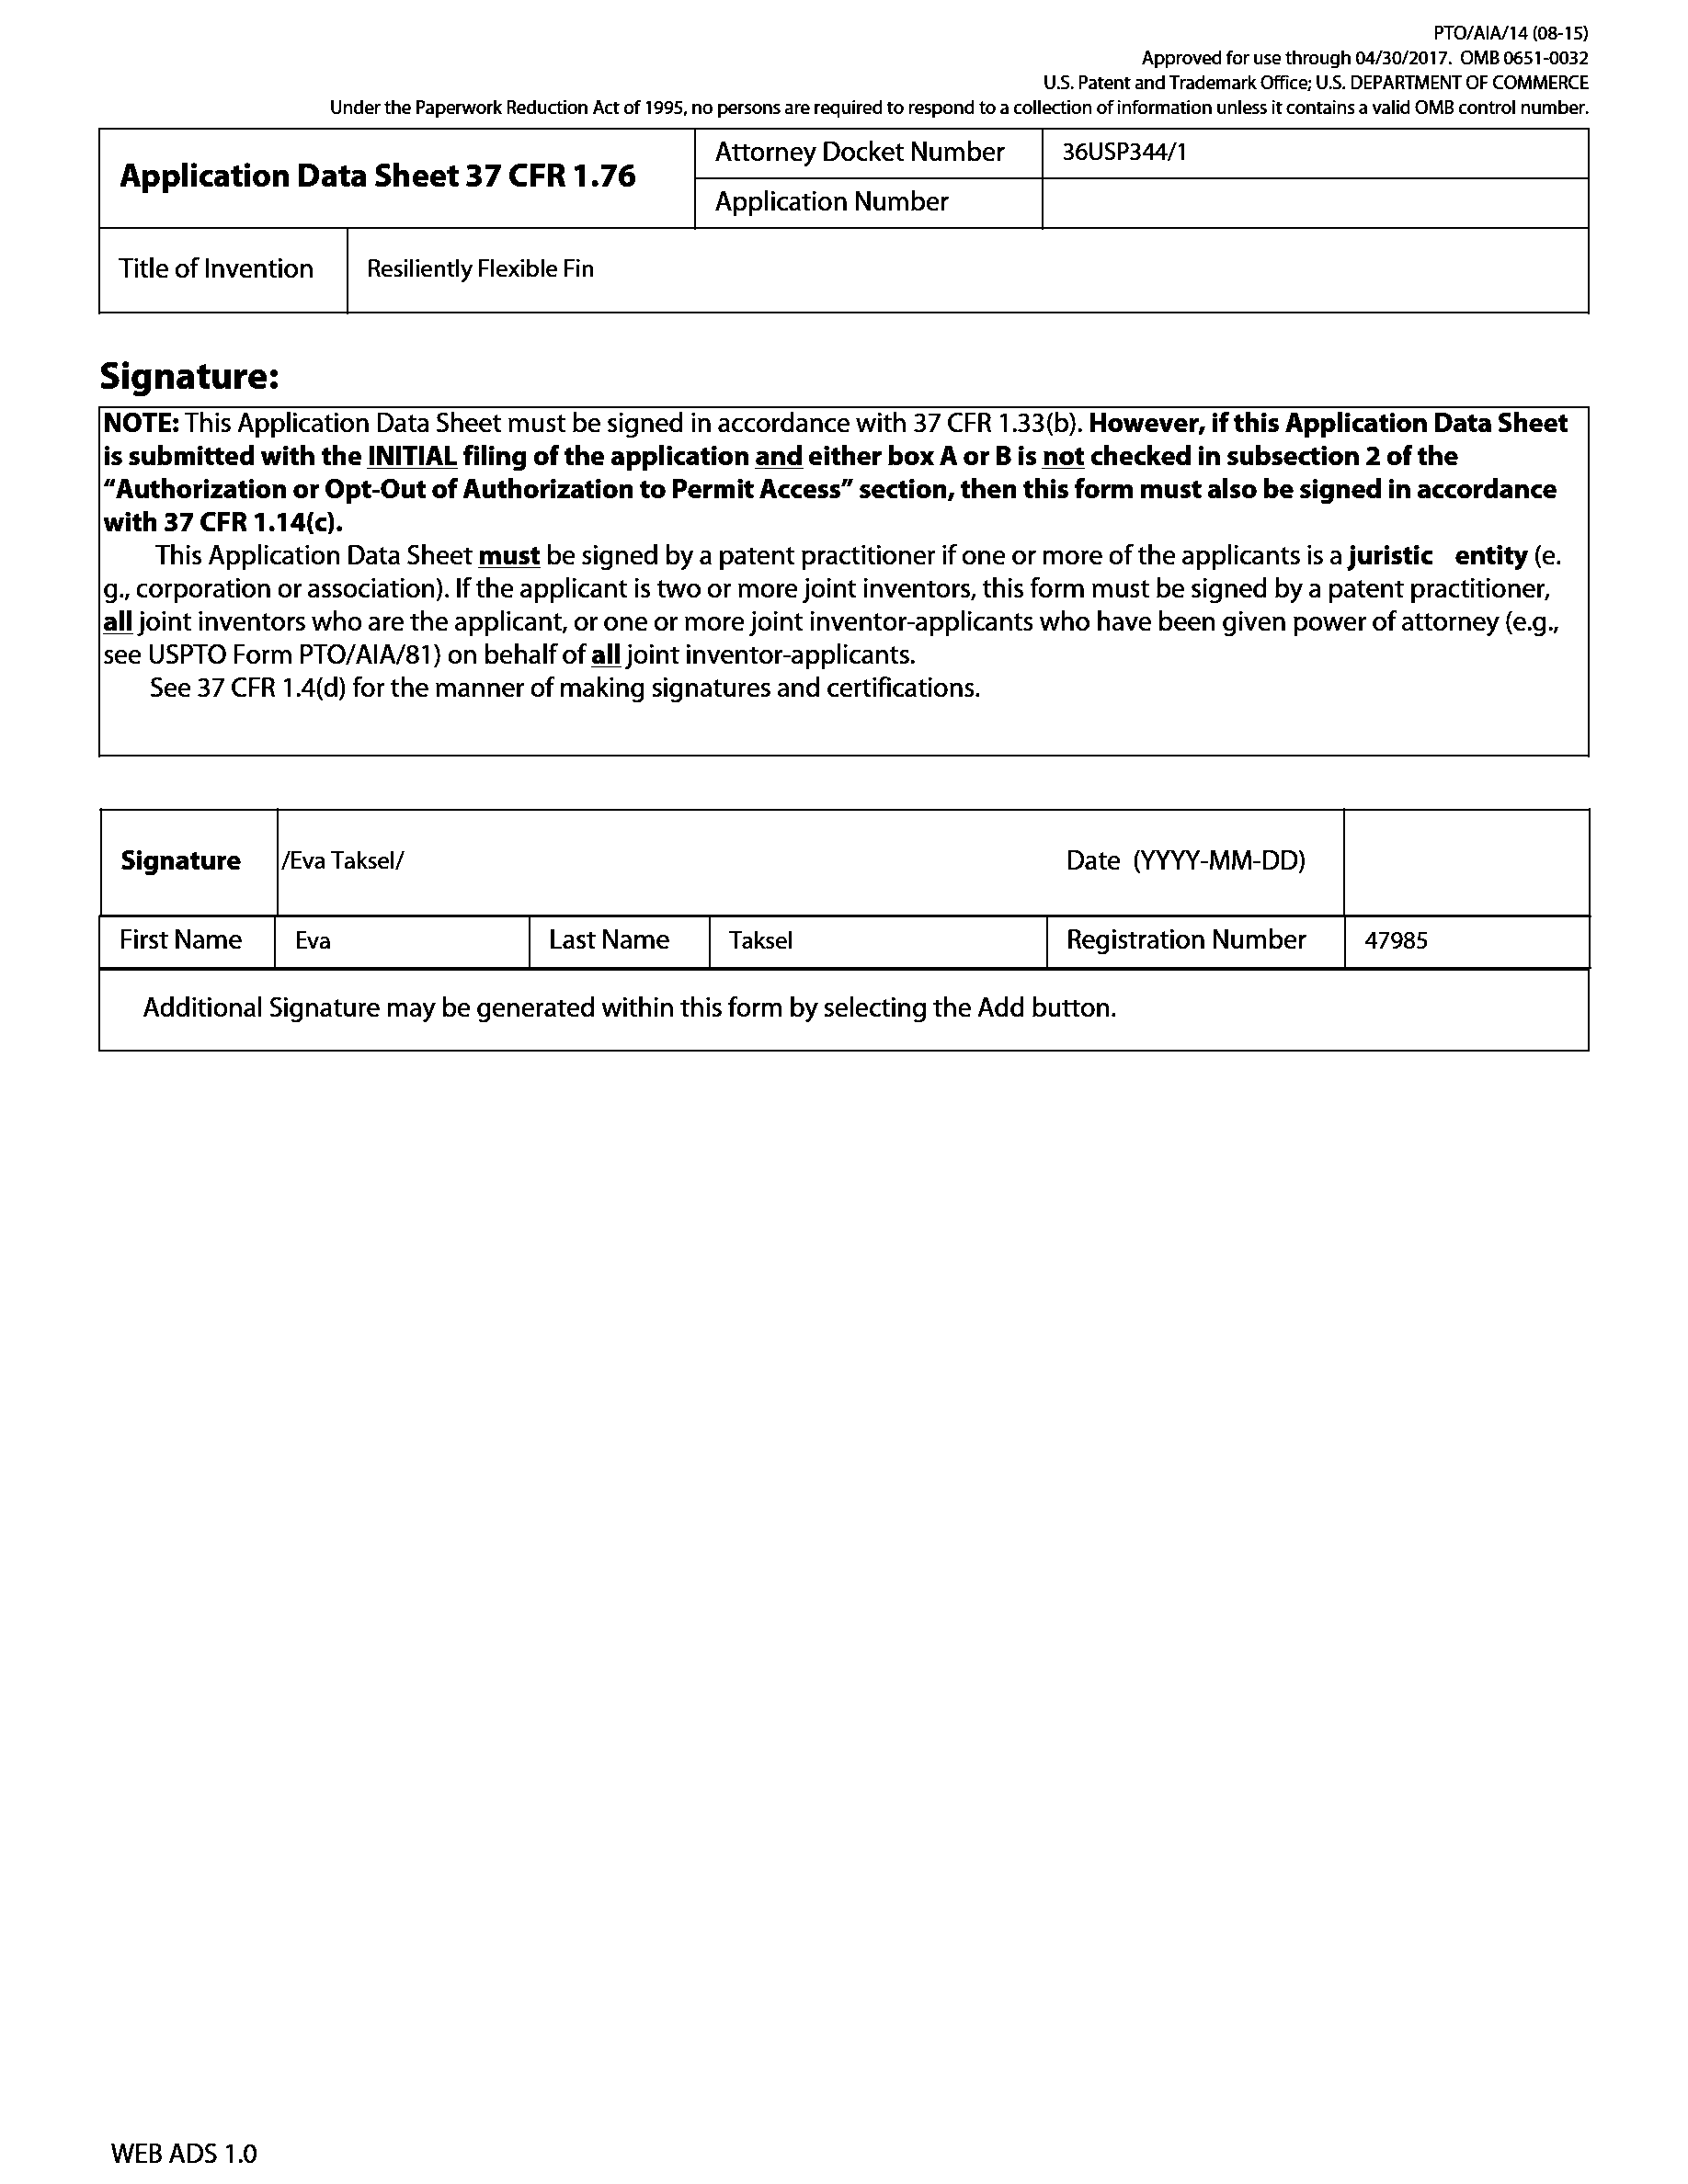 PTO/AIA/14 (08-15)
Approved for use through 04/30/2017. OMB 0651-0032
U.S. Patent and Trademark Office; U.S. DEPARTMENT OF COMMERCE
Under the Paperwork Reduction Act of 1995, no persons are required to respond to a collection of information unless it contains a valid OMB control number.
Application Data Sheet 37 CFR 1.76
Attorney Docket Number
36USP344/1
Application Number
Title of Invention
Resiliently Flexible Fin
Signature:
NOTE: This Application Data Sheet must be signed in accordance with 37 CFR 1.33(b). However, if this Application Data Sheet
is submitted with the INITIAL filing of the application and either box A or B is not checked in subsection 2 of the
“Authorization or Opt-Out of Authorization to Permit Access” section, then this form must also be signed in accordance
with 37 CFR 1.14(c).
This Application Data Sheet must be signed by a patent practitioner if one or more of the applicants is a juristic entity (e.
g., corporation or association). If the applicant is two or more joint inventors, this form must be signed by a patent practitioner,
all joint inventors who are the applicant, or one or more joint inventor-applicants who have been given power of attorney (e.g.,
see USPTO Form PTO/AIA/81) on behalf of all joint inventor-applicants.
See 37 CFR 1.4(d) for the manner of making signatures and certifications.
Signature
/Eva Taksel/
Date (YYYY-MM-DD)
First Name
Eva
Last Name
Taksel
Registration Number
47985
Additional Signature may be generated within this form by selecting the Add button.
WEB ADS 1.0